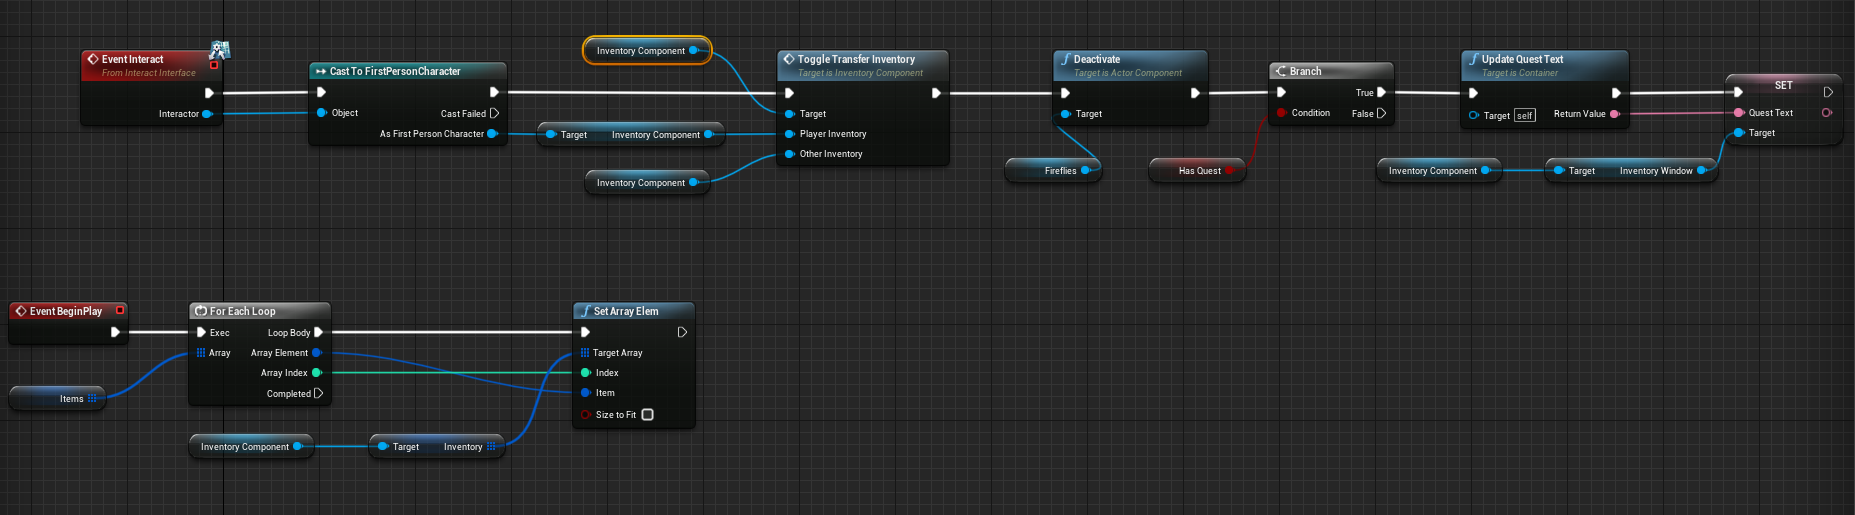 Event Interact
From Interact Interface
Interactor
Cast To FirstPersonCharacter
Object
Cast Failed
As First Person Character
Inventory Component
Target Inventory Component
Inventory Component
Toggle Transfer Inventory
Target is Inventory Component
Target
Player Inventory
Other Inventory
Deactivate
Target is Actor Component
Target
Fireflies
Has Quest
Branch
True
Condition False
Update Quest Text
Target is Container
Target self Return Value
Inventory Component
Target Inventory Window
SET
Quest Text
Target
Event BeginPlay
Items
For Each Loop
Exec Loop Body
Array Array Element
Array Index
Completed
Inventory Component
Target Inventory
Set Array Elem
Target Array
Index
Item
Size to Fit